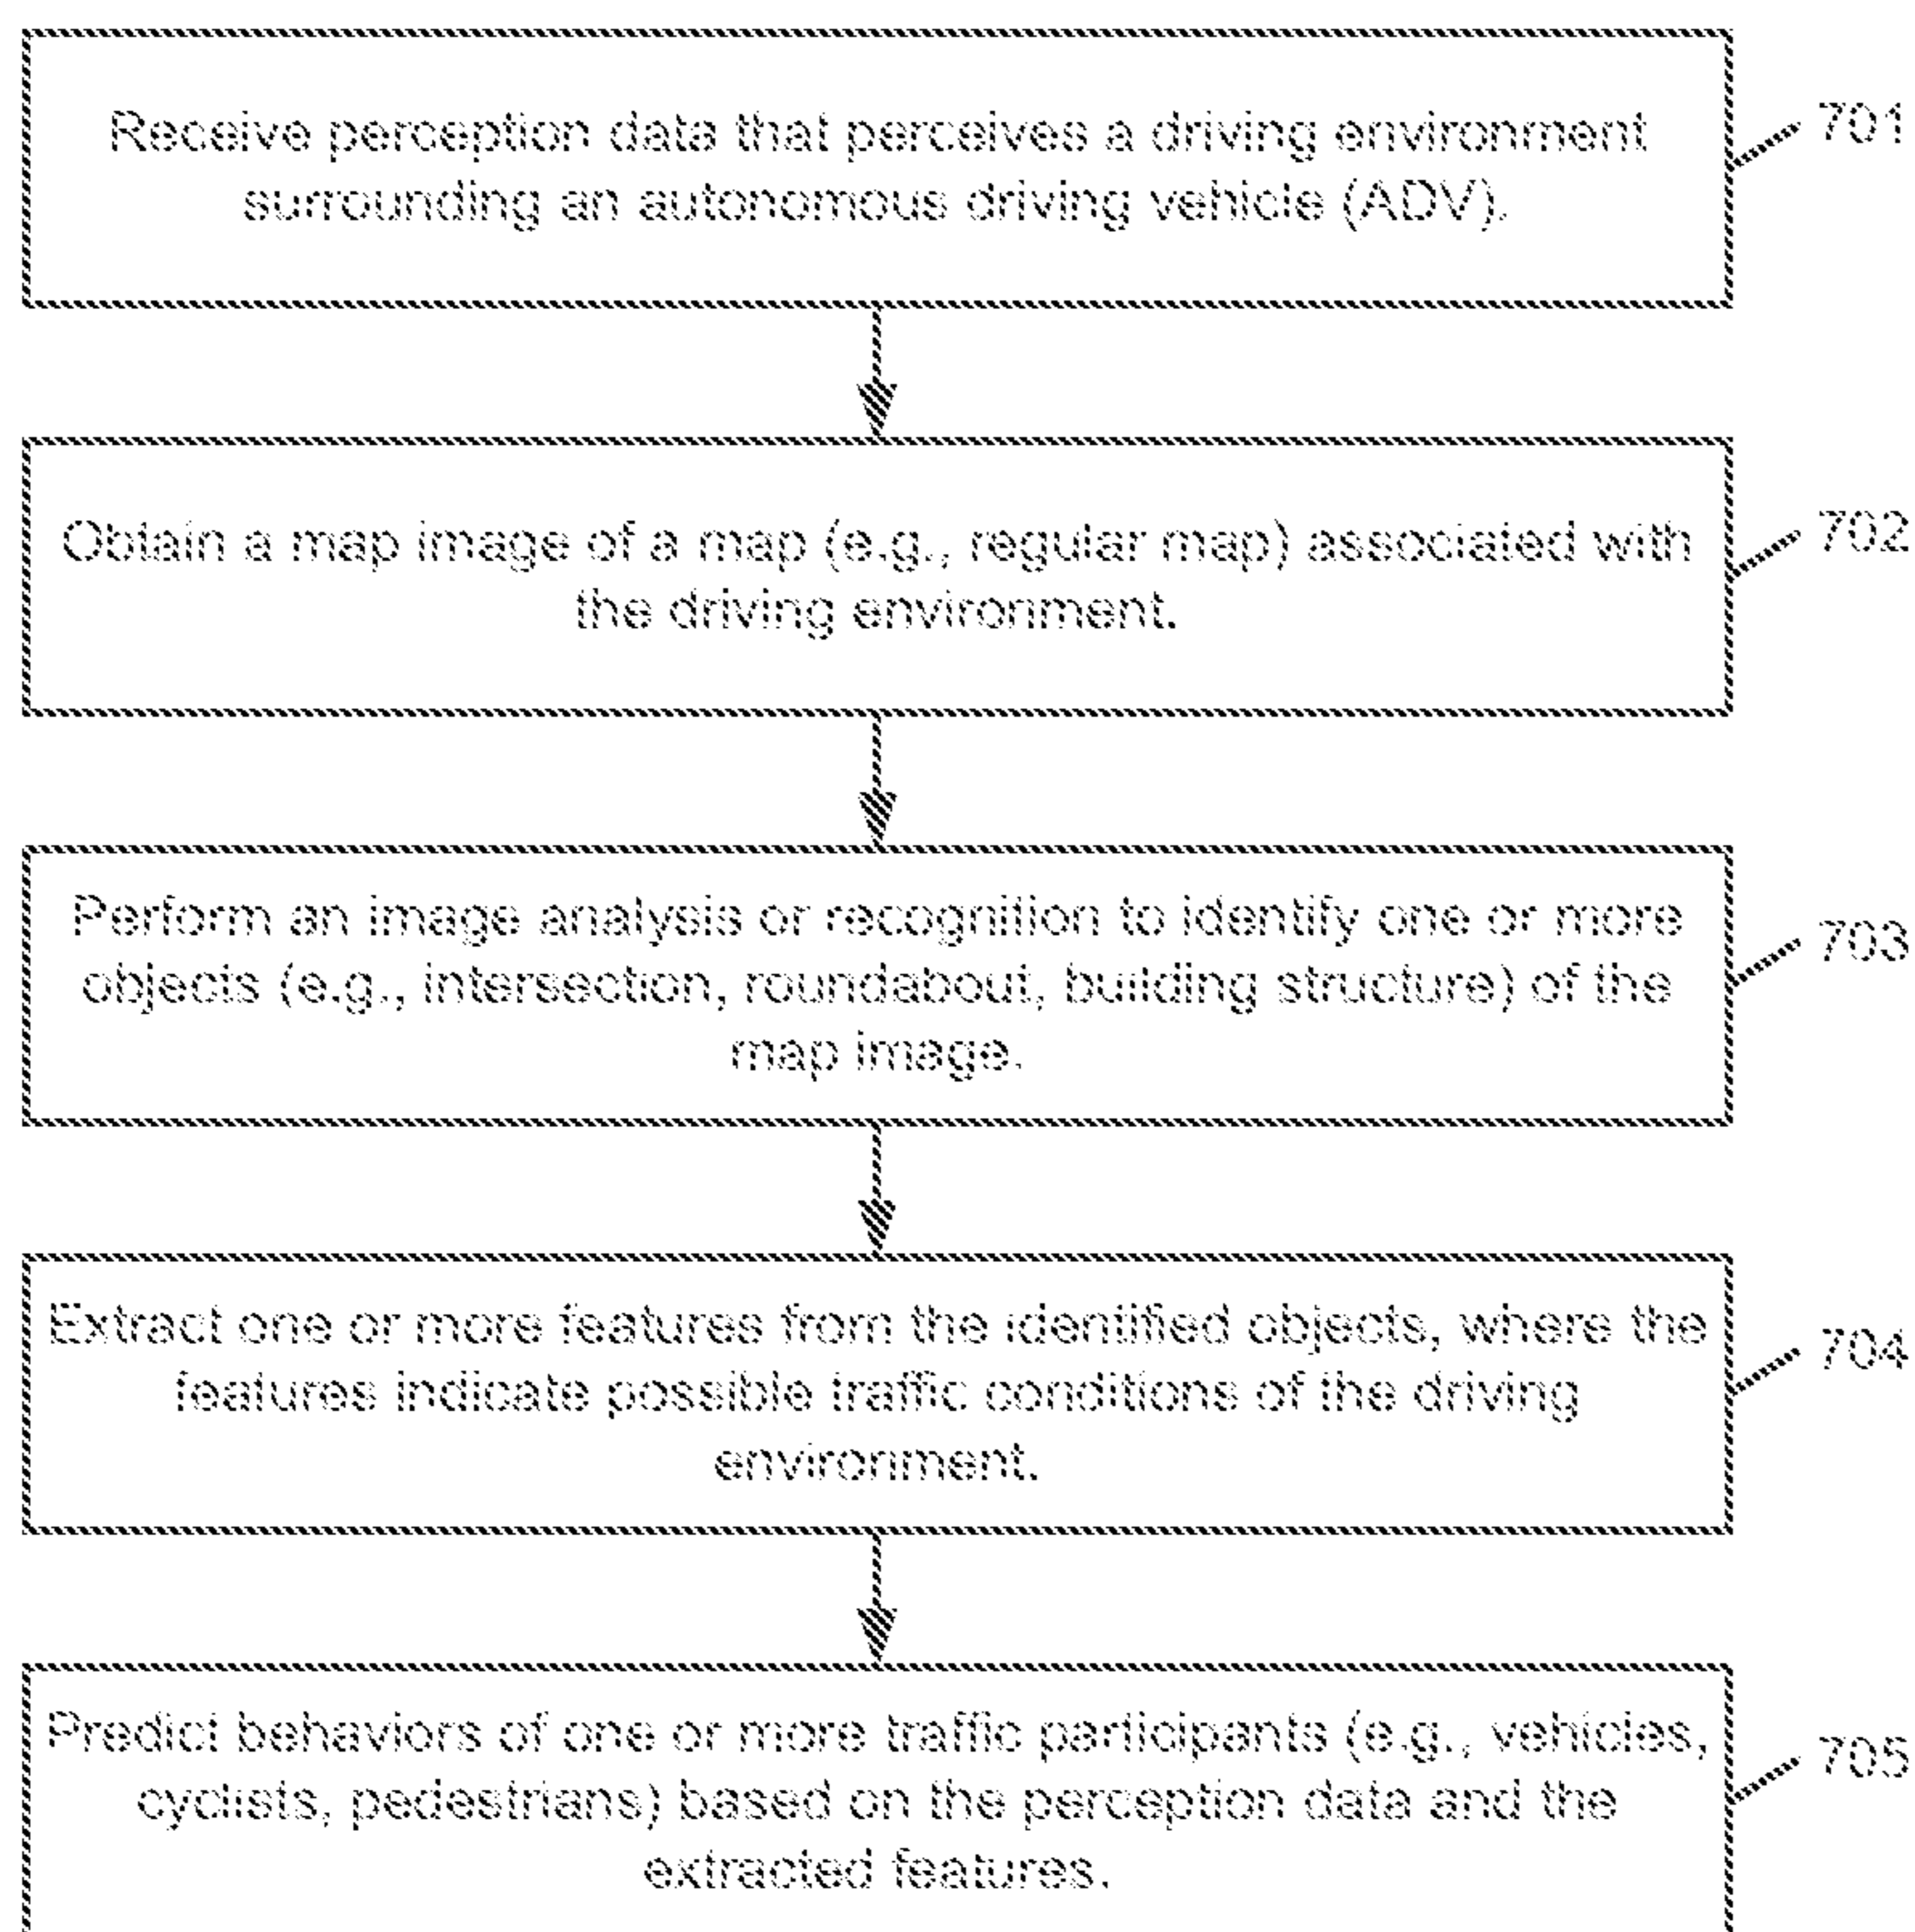 Receive perception data that perceives a driving environment
surrounding an autonomous driving vehicle (ADV).
701
Obtain a map image of a map (e.g., regular map) associated with
the driving environment.
702
Perform an image analysis or recognition to identify one or more
objects (e.g., intersection, roundabout, building structure) of the
map image.
703
Extract one or more features from the identified objects, where the
features indicate possible traffic conditions of the driving
environment.
704
Predict behaviors of one or more traffic participants (e.g., vehicles,
cyclists, pedestrians) based on the perception data and the
extracted features.
705